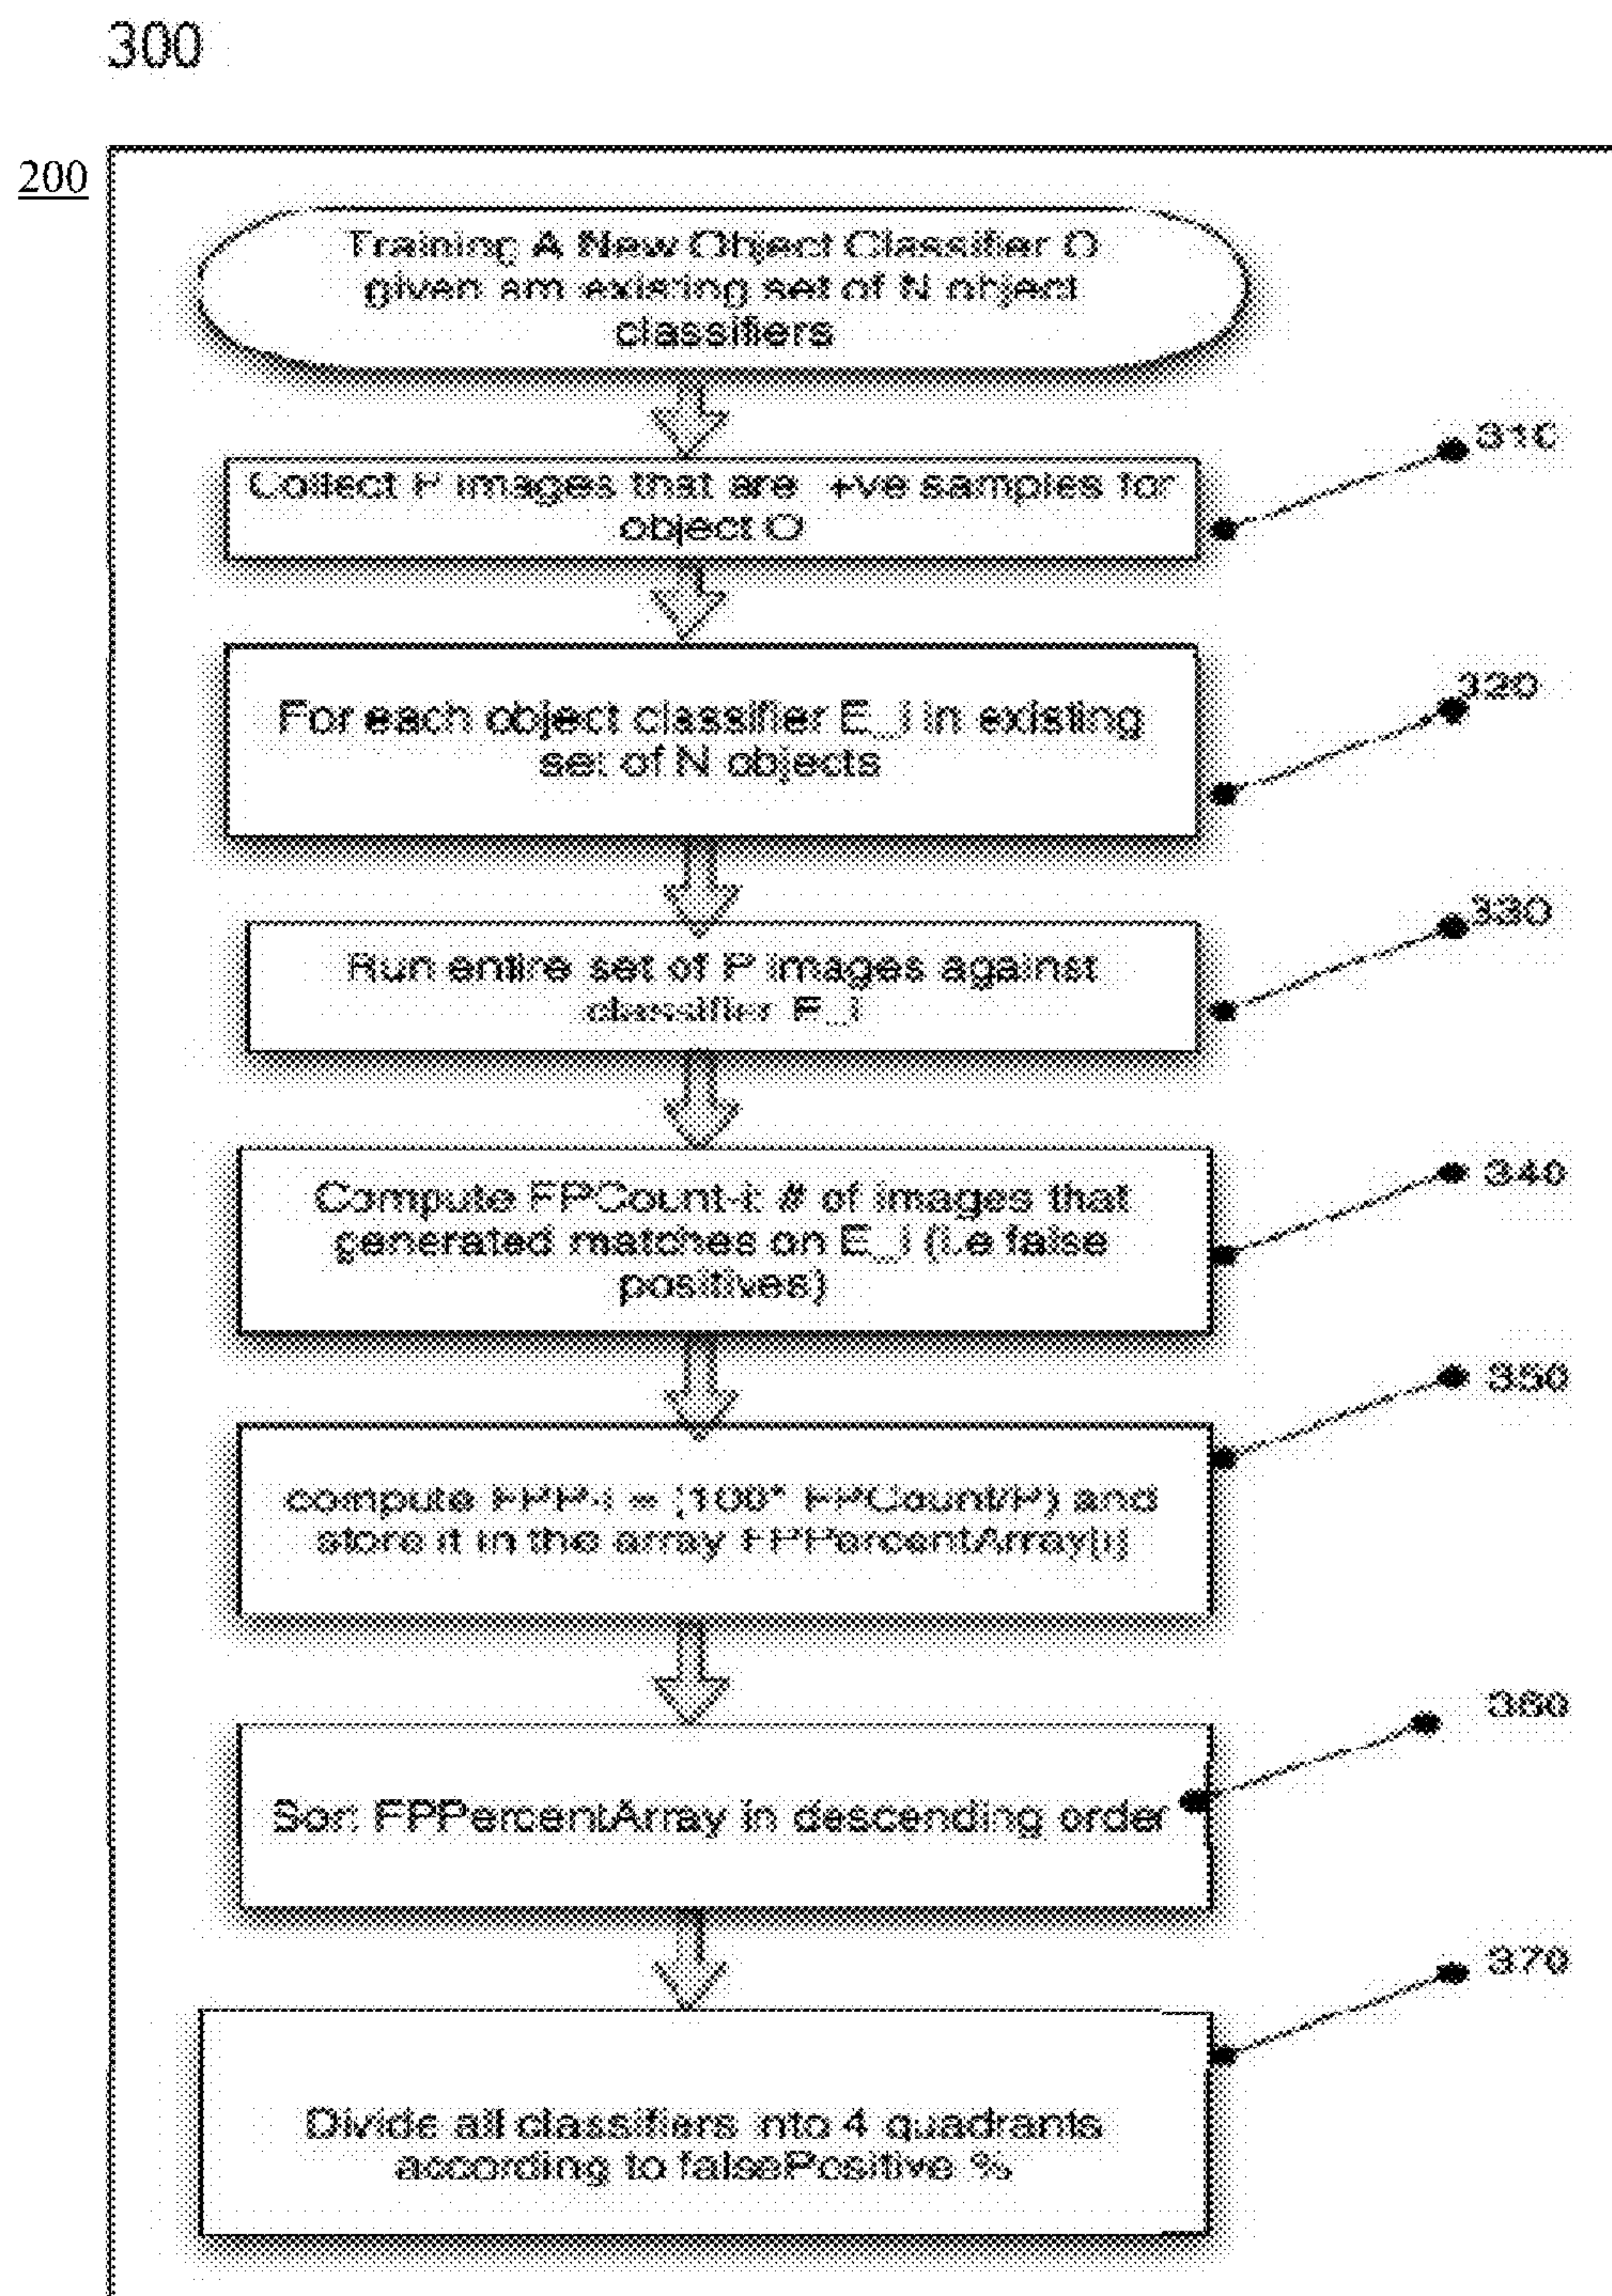 300
200
Training A New Object Classifier O
given am existing set of N object
classifiers
310
Collect P images that are +ve samples for
object O
320
For each object classifier E_i in existing
set of N objects
330
Run entire set of P images against
classifier E_i
340
Compute FPCount-i: # of images that
generated matches on E_i (i.e false
positives)
350
compute FPP-i = (100* FPCount/P) and
store it in the array FPPercentArray[i]
360
Sort FPPercentArray in descending order
370
Divide all classifiers into 4 quadrants
according to falsePositive %